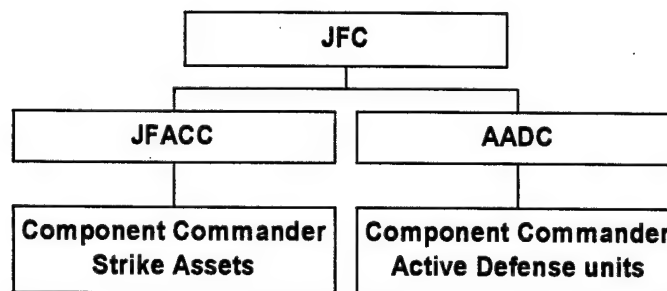 JFC
JFACC
AADC
Component Commander
Strike Assets
Component Commander
Active Defense units